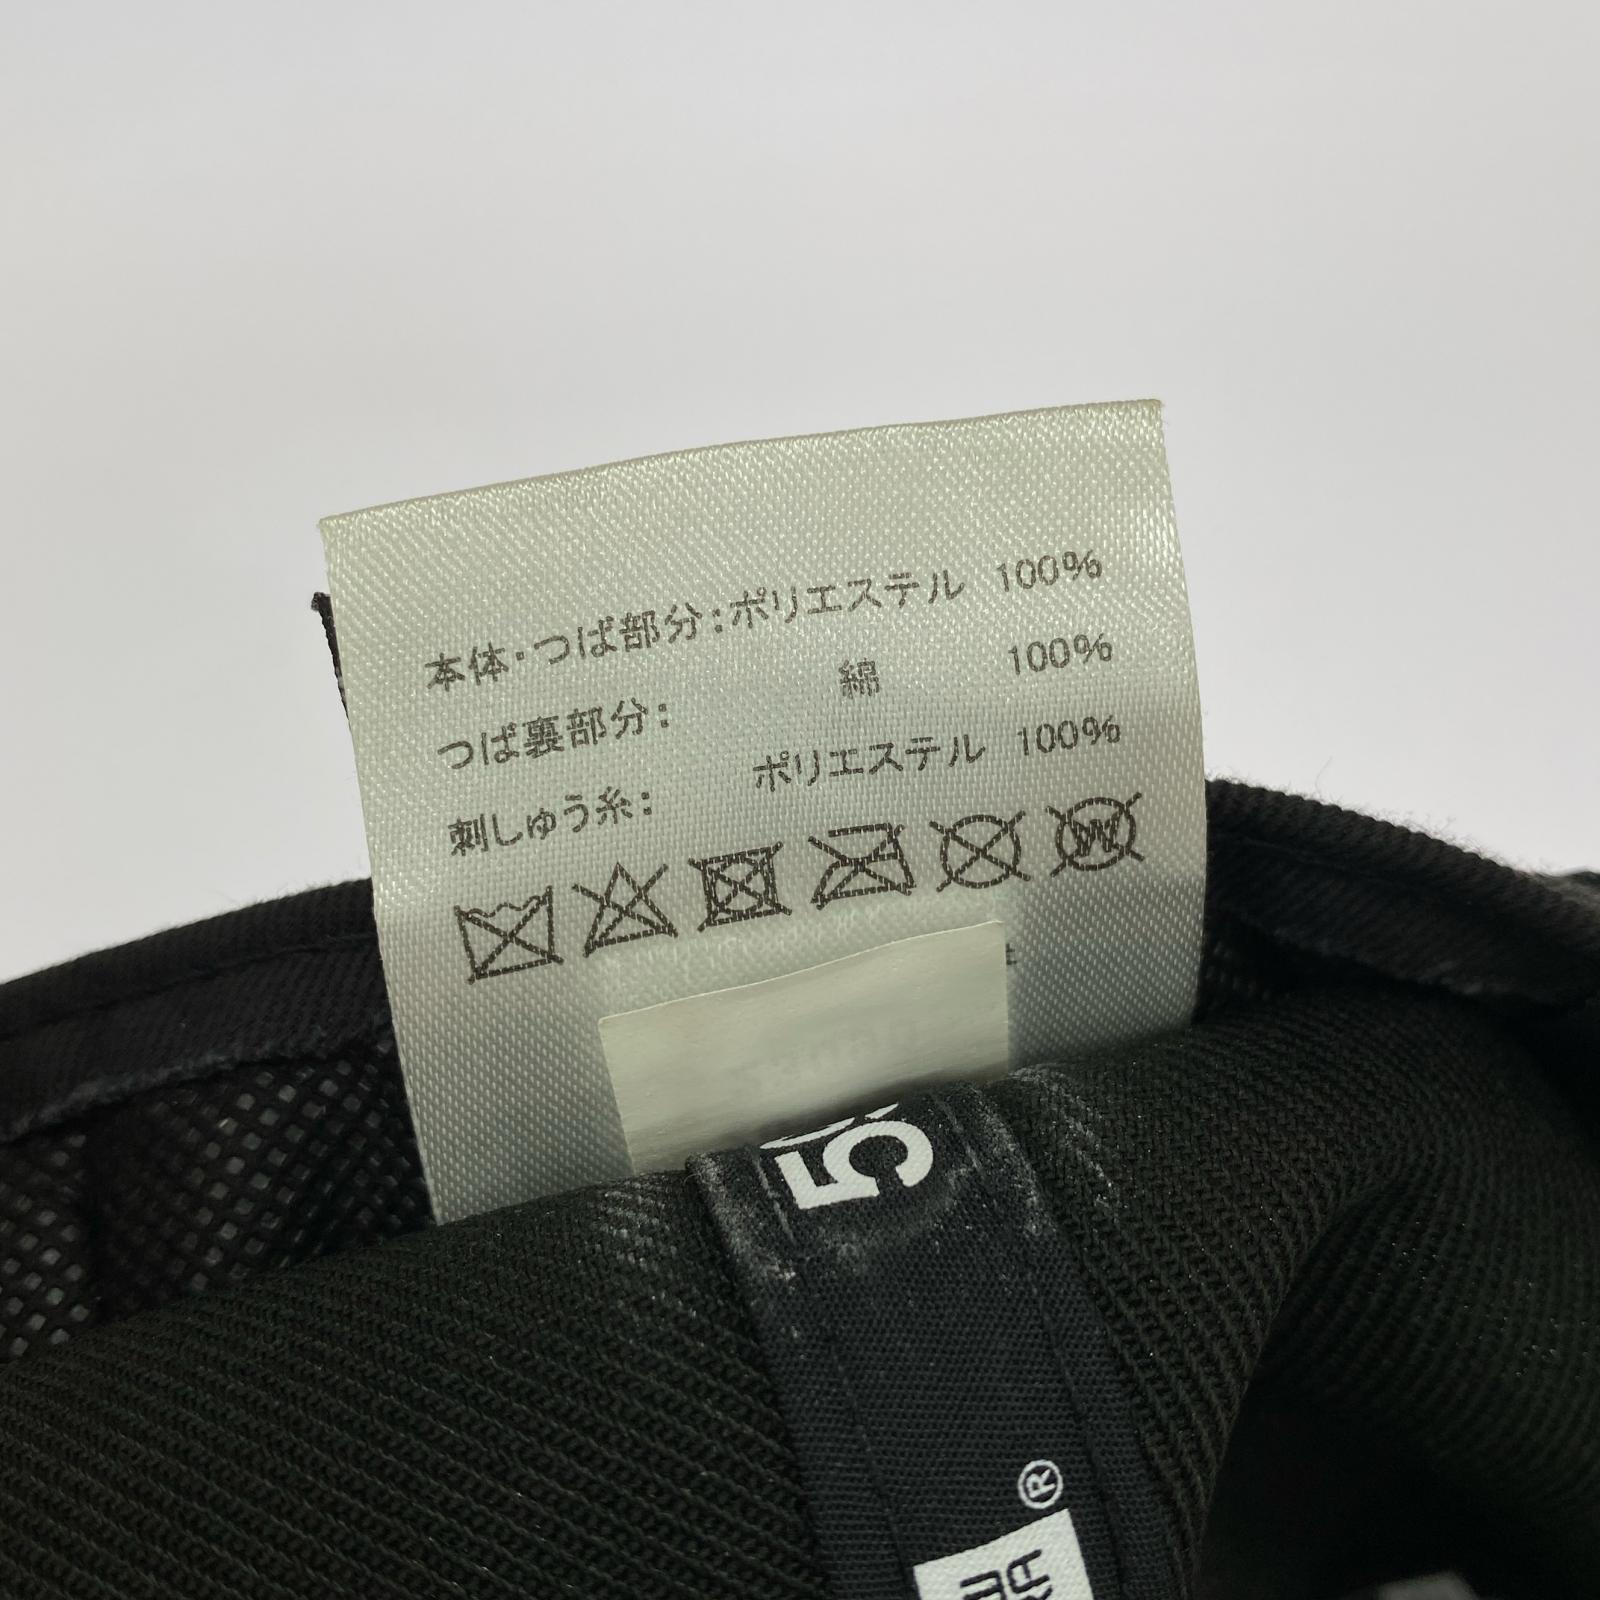 本体・つば部分：ポリエステル 100%
つば裏部分： 綿 100%
刺しゅう糸： ポリエステル 100%
W
®